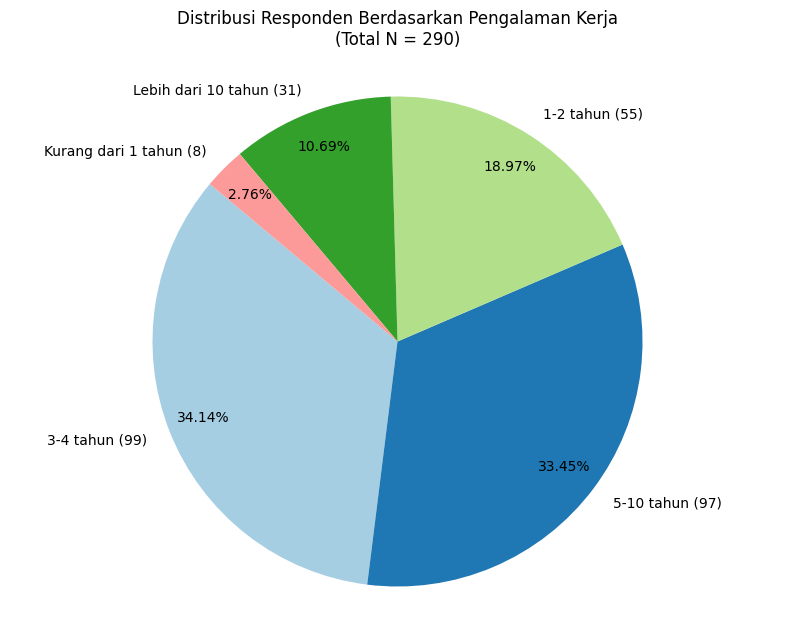 Distribusi Responden Berdasarkan Pengalaman Kerja
(Total N = 290)
Lebih dari 10 tahun (31)
1-2 tahun (55)
10.69%
Kurang dari 1 tahun (8)
18.97%
2.76%
34.14%
3-4 tahun (99)
33.45%
5-10 tahun (97)